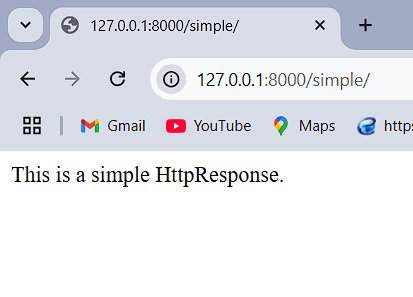 127.0.0.1:8000/simple/
127.0.0.1:8000/simple/
Gmail YouTube Maps https
This is a simple HttpResponse.